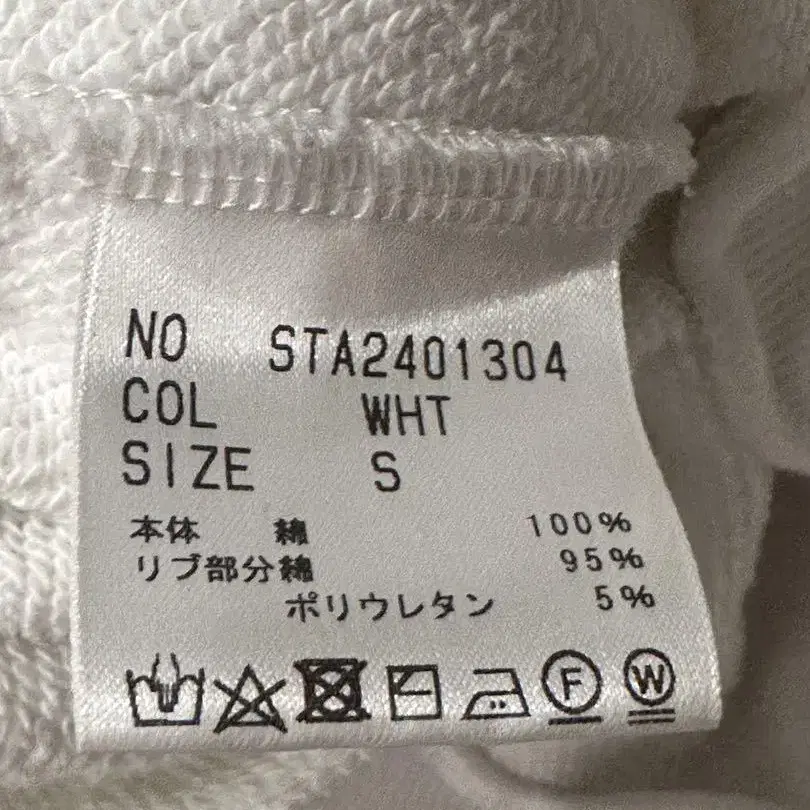 NO STA2401304
COL WHT
SIZE S
本体 綿 100%
リブ部分綿 95%
ポリウレタン 5%
F W